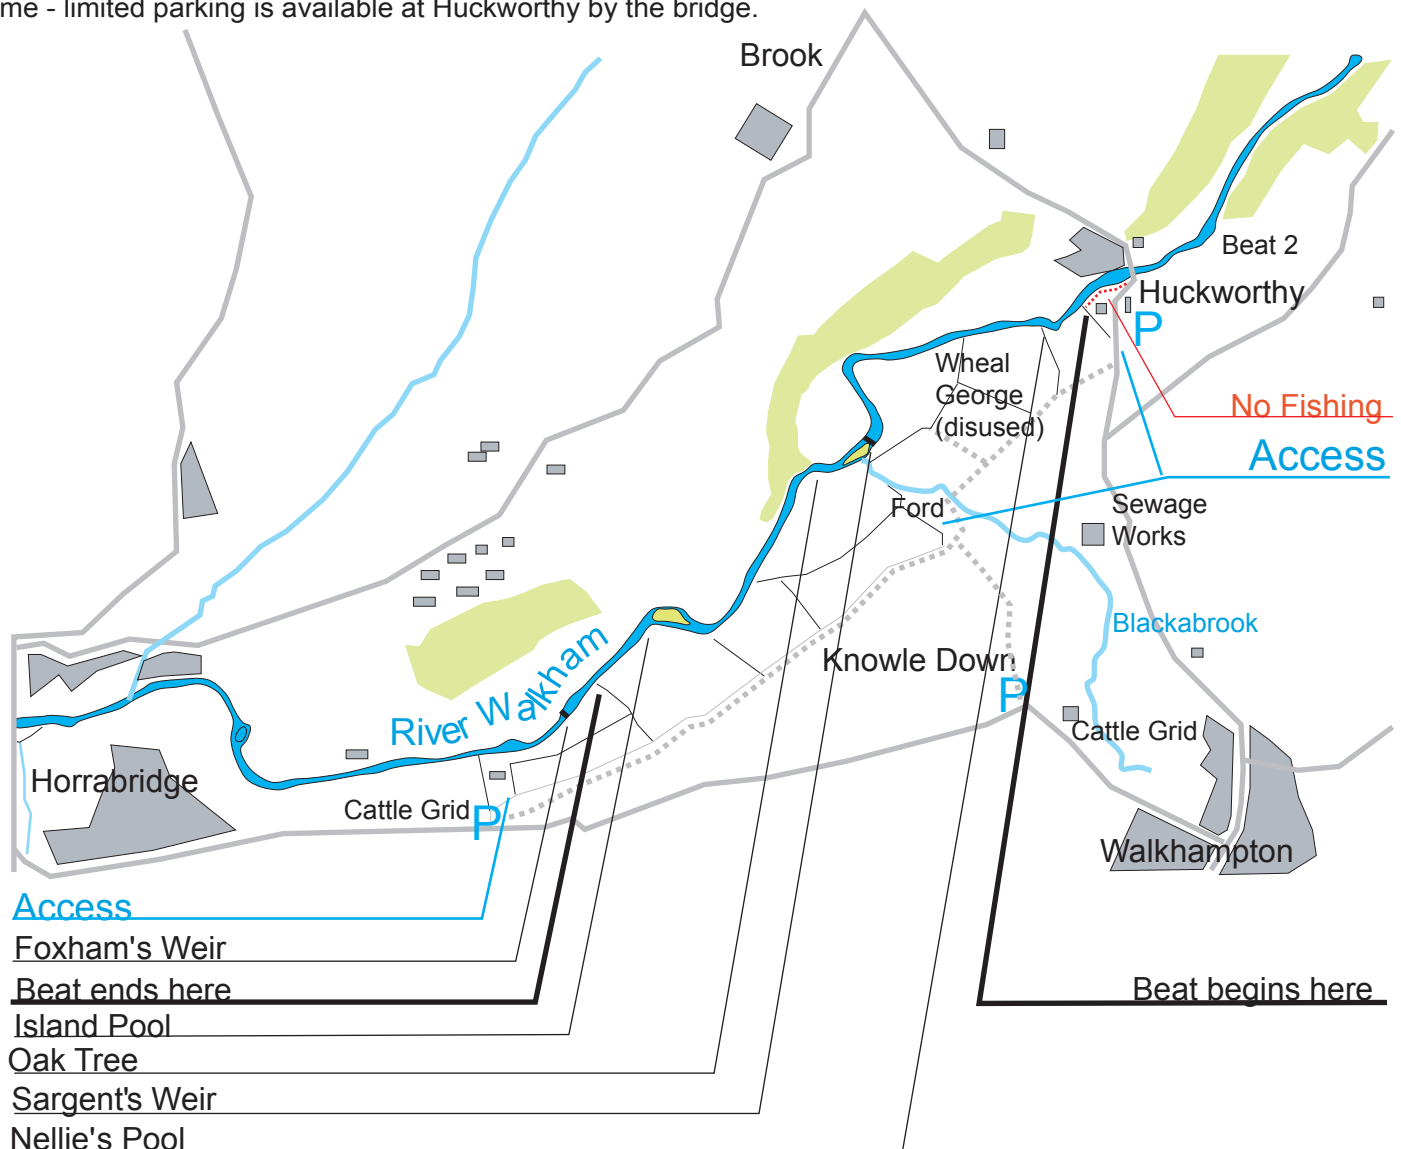 me - limited parking is available at Huckworthy by the bridge.
Brook
Beat 2
Huckworthy
P
Wheal
George
(disused)
No Fishing
Access
Ford
Sewage
Works
Blackabrook
Knowle Down
P
River Walkham
Cattle Grid
Horrabridge
Cattle Grid
P
Walkhampton
Access
Foxham's Weir
Beat ends here
Beat begins here
Island Pool
Oak Tree
Sargent's Weir
Nellie's Pool